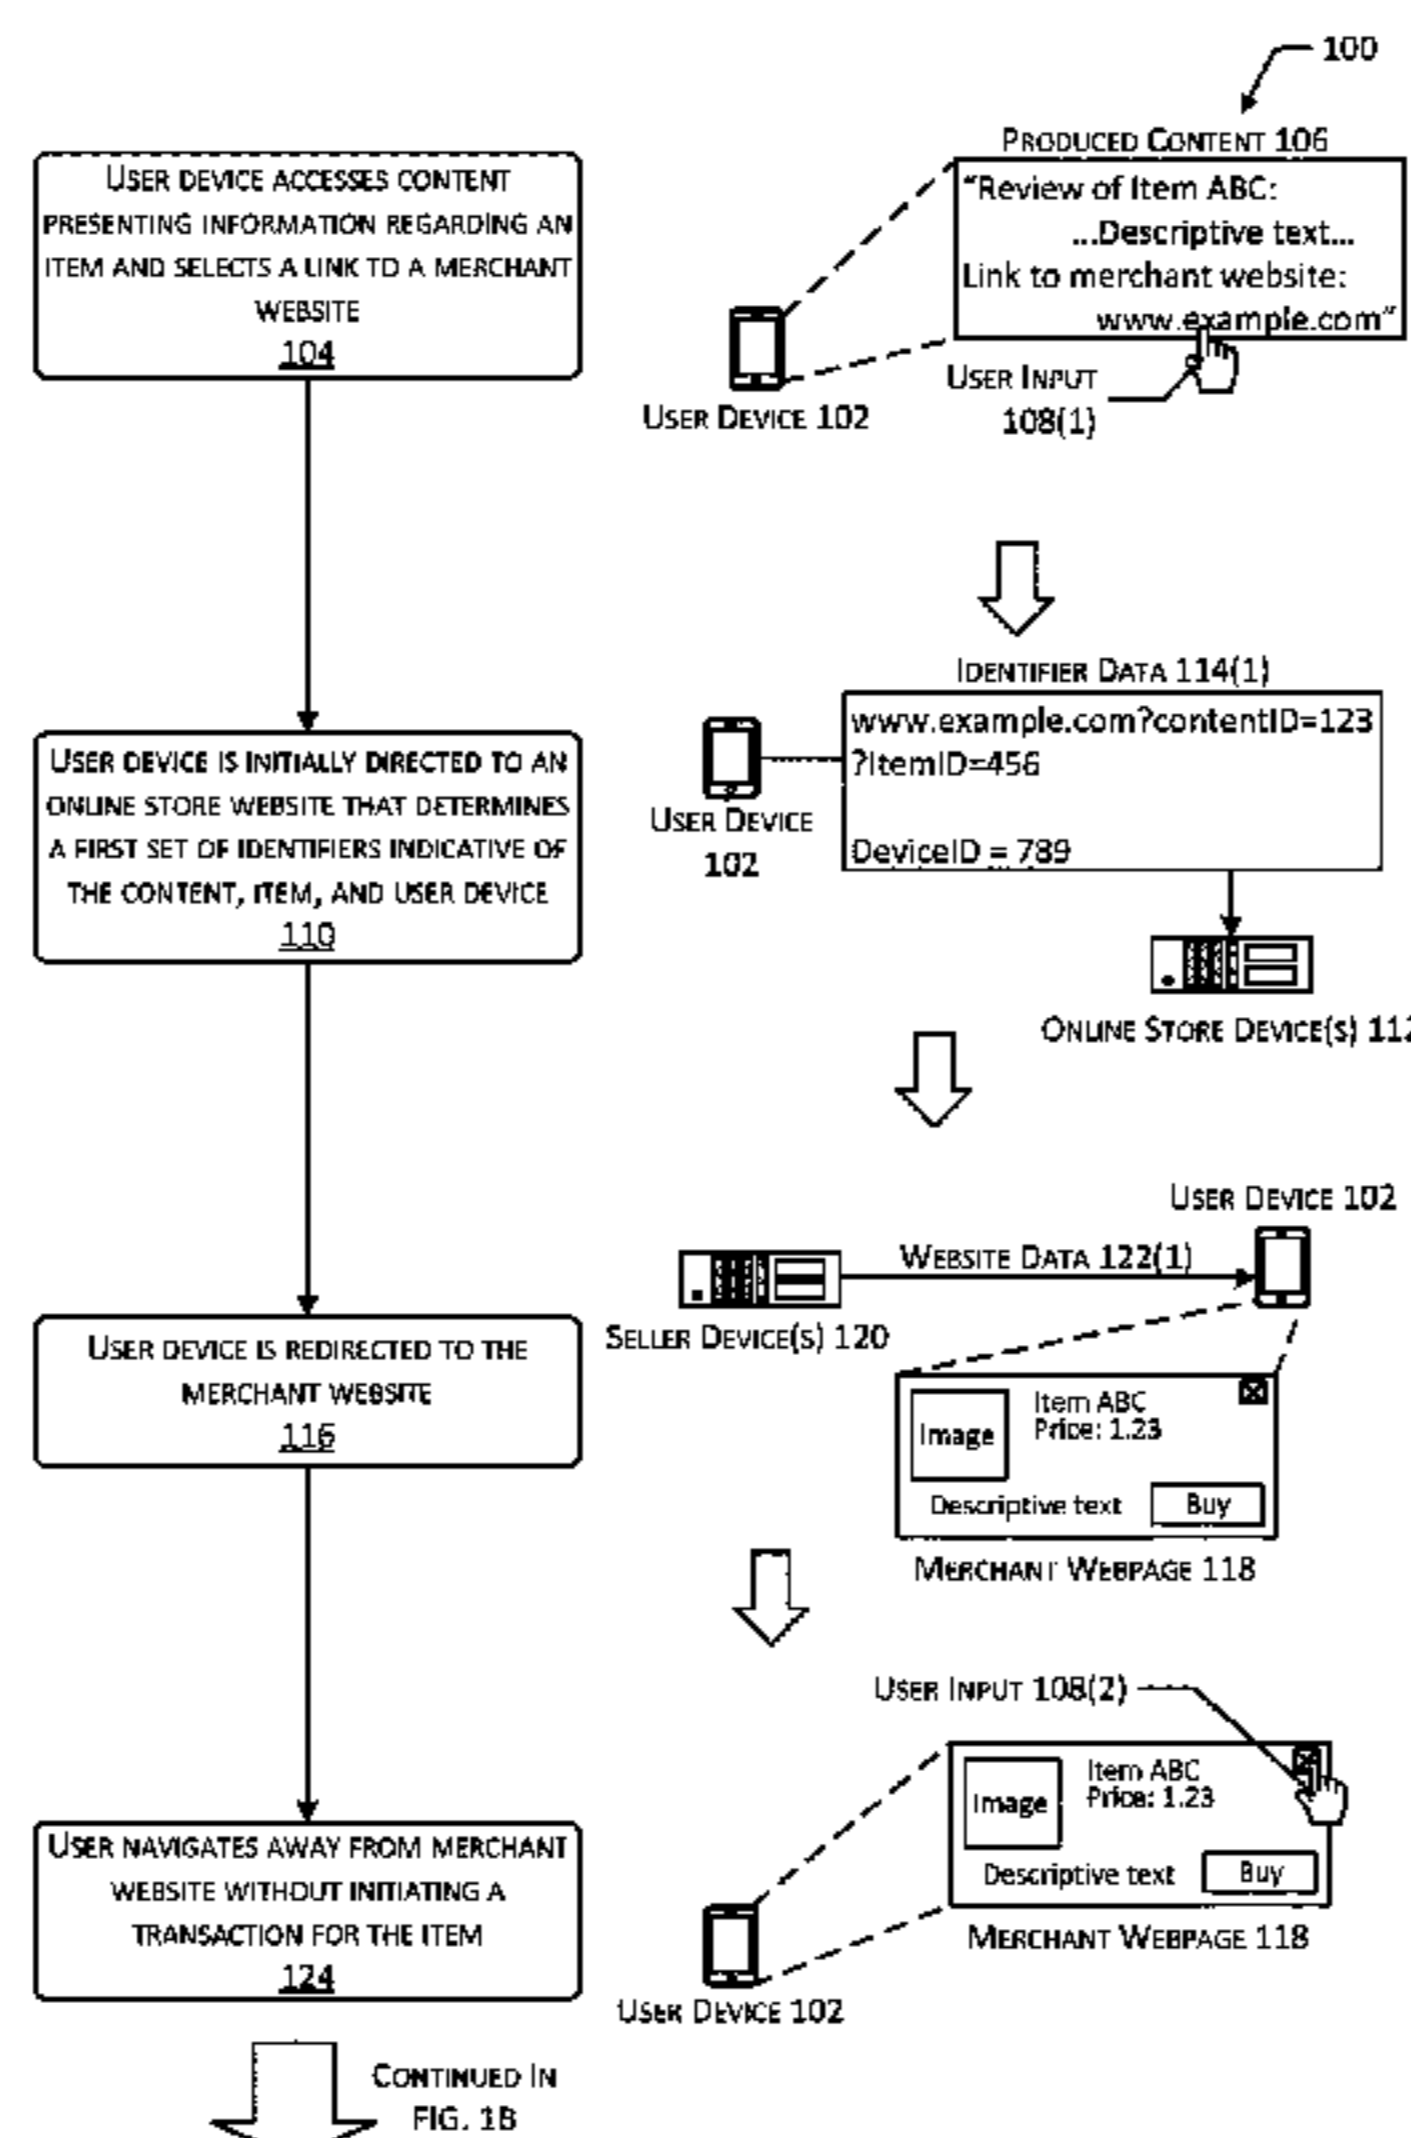 100
USER DEVICE ACCESSES CONTENT
PRESENTING INFORMATION REGARDING AN
ITEM AND SELECTS A LINK TO A MERCHANT
WEBSITE
104
PRODUCED CONTENT 106
“Review of Item ABC:
...Descriptive text...
Link to merchant website:
www.example.com”
USER INPUT
108(1)
USER DEVICE 102
USER DEVICE IS INITIALLY DIRECTED TO AN
ONLINE STORE WEBSITE THAT DETERMINES
A FIRST SET OF IDENTIFIERS INDICATIVE OF
THE CONTENT, ITEM, AND USER DEVICE
110
IDENTIFIER DATA 114(1)
www.example.com?contentID=123
?ItemID=456
DeviceID = 789
USER DEVICE
102
ONLINE STORE DEVICE(S) 112
USER DEVICE IS REDIRECTED TO THE
MERCHANT WEBSITE
116
USER DEVICE 102
WEBSITE DATA 122(1)
SELLER DEVICE(S) 120
Image
Item ABC
Price: 1.23
Descriptive text
Buy
MERCHANT WEBPAGE 118
USER NAVIGATES AWAY FROM MERCHANT
WEBSITE WITHOUT INITIATING A
TRANSACTION FOR THE ITEM
124
USER INPUT 108(2)
Image
Item ABC
Price: 1.23
Descriptive text
Buy
MERCHANT WEBPAGE 118
USER DEVICE 102
CONTINUED IN
FIG. 1B